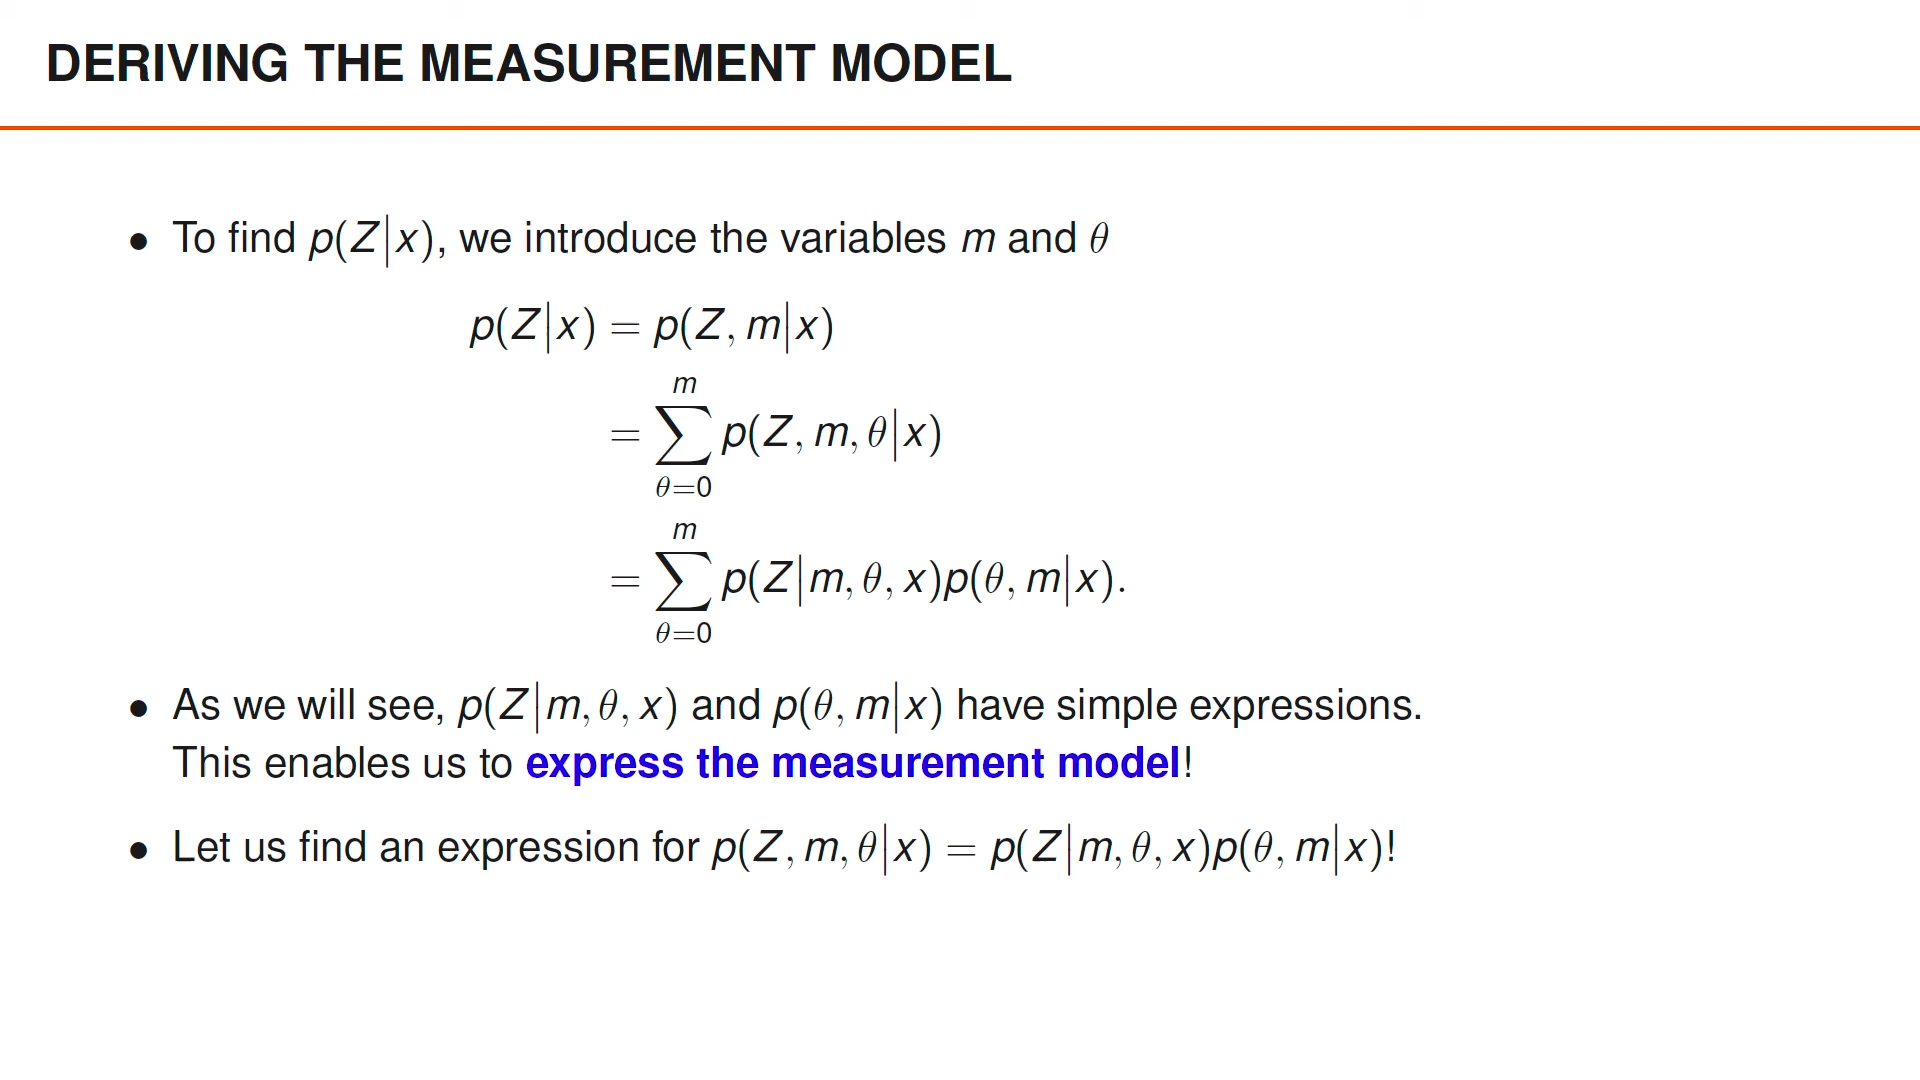 DERIVING THE MEASUREMENT MODEL
• To find p(Z|x), we introduce the variables m and θ
p(Z|x) = p(Z, m|x)
= ∑_{θ=0}^{m} p(Z, m, θ|x)
= ∑_{θ=0}^{m} p(Z|m, θ, x)p(θ, m|x).
• As we will see, p(Z|m, θ, x) and p(θ, m|x) have simple expressions.
This enables us to express the measurement model!
• Let us find an expression for p(Z, m, θ|x) = p(Z|m, θ, x)p(θ, m|x)!